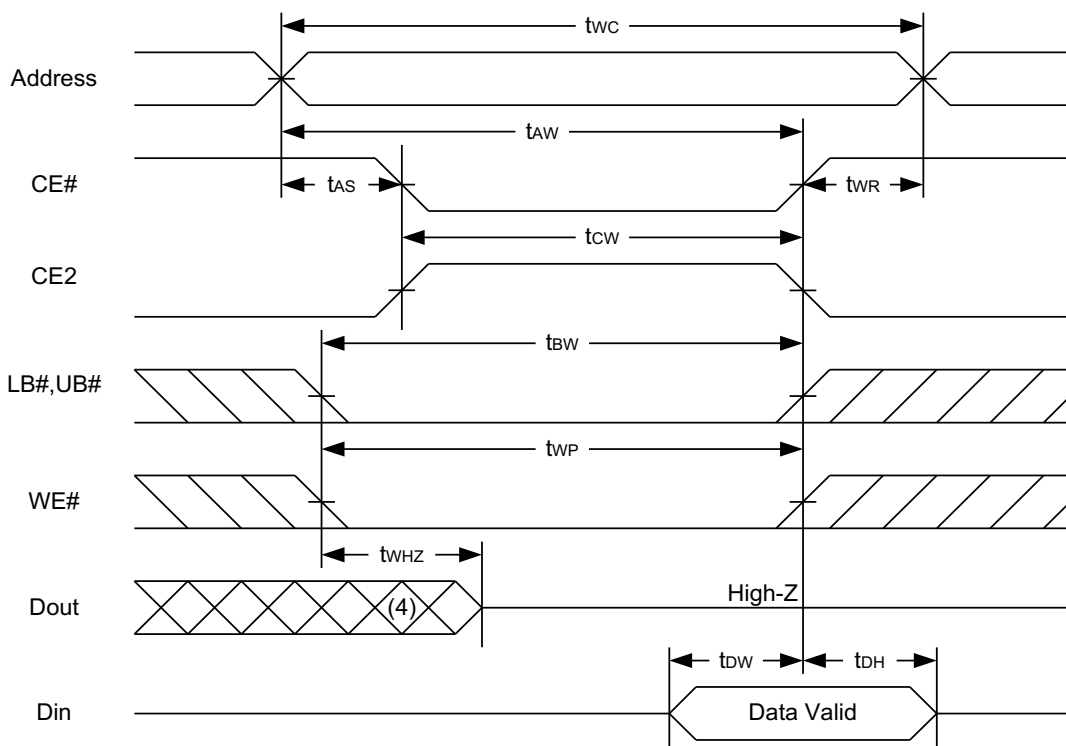 tWC
Address
tAW
CE#
tAS
tWR
tCW
CE2
tBW
LB#,UB#
tWP
WE#
tWHZ
Dout
(4)
High-Z
tDW
tDH
Din
Data Valid